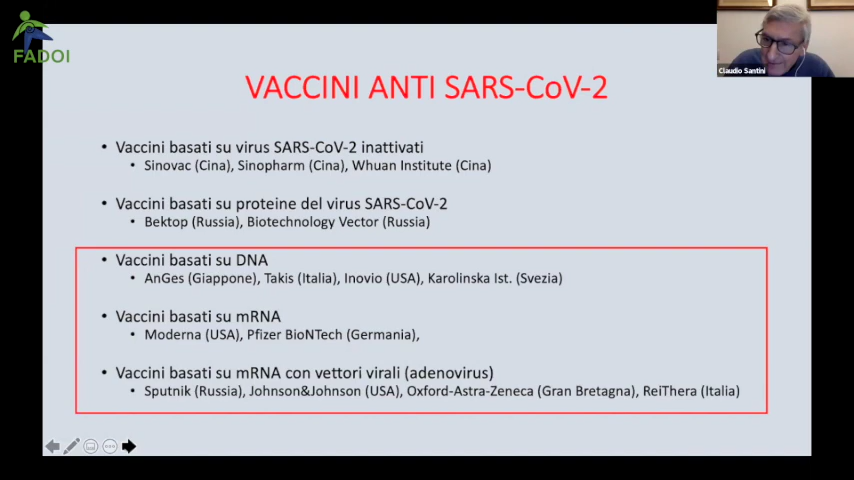 FADOI
Claudio Santini
VACCINI ANTI SARS-CoV-2
• Vaccini basati su virus SARS-CoV-2 inattivati
• Sinovac (Cina), Sinopharm (Cina), Whuan Institute (Cina)
• Vaccini basati su proteine del virus SARS-CoV-2
• Bektop (Russia), Biotechnology Vector (Russia)
• Vaccini basati su DNA
• AnGes (Giappone), Takis (Italia), Inovio (USA), Karolinska Ist. (Svezia)
• Vaccini basati su mRNA
• Moderna (USA), Pfizer BioNTech (Germania),
• Vaccini basati su mRNA con vettori virali (adenovirus)
• Sputnik (Russia), Johnson&Johnson (USA), Oxford-Astra-Zeneca (Gran Bretagna), ReiThera (Italia)